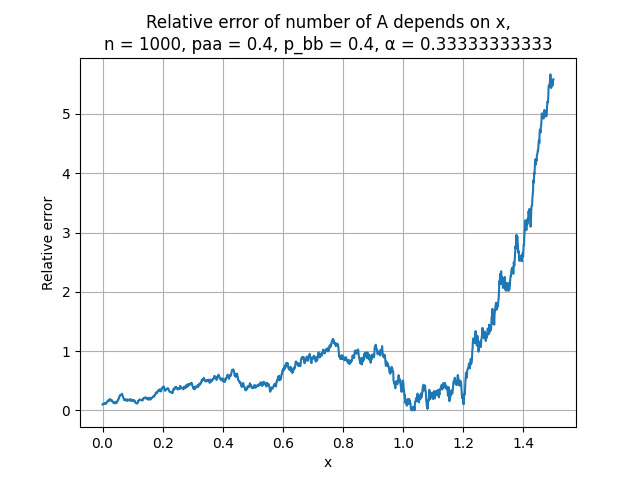 Relative error of number of A depends on x,
n = 1000, paa = 0.4, p_bb = 0.4, α = 0.33333333333
Relative error
5
4
3
2
1
0
0.0 0.2 0.4 0.6 0.8 1.0 1.2 1.4
x